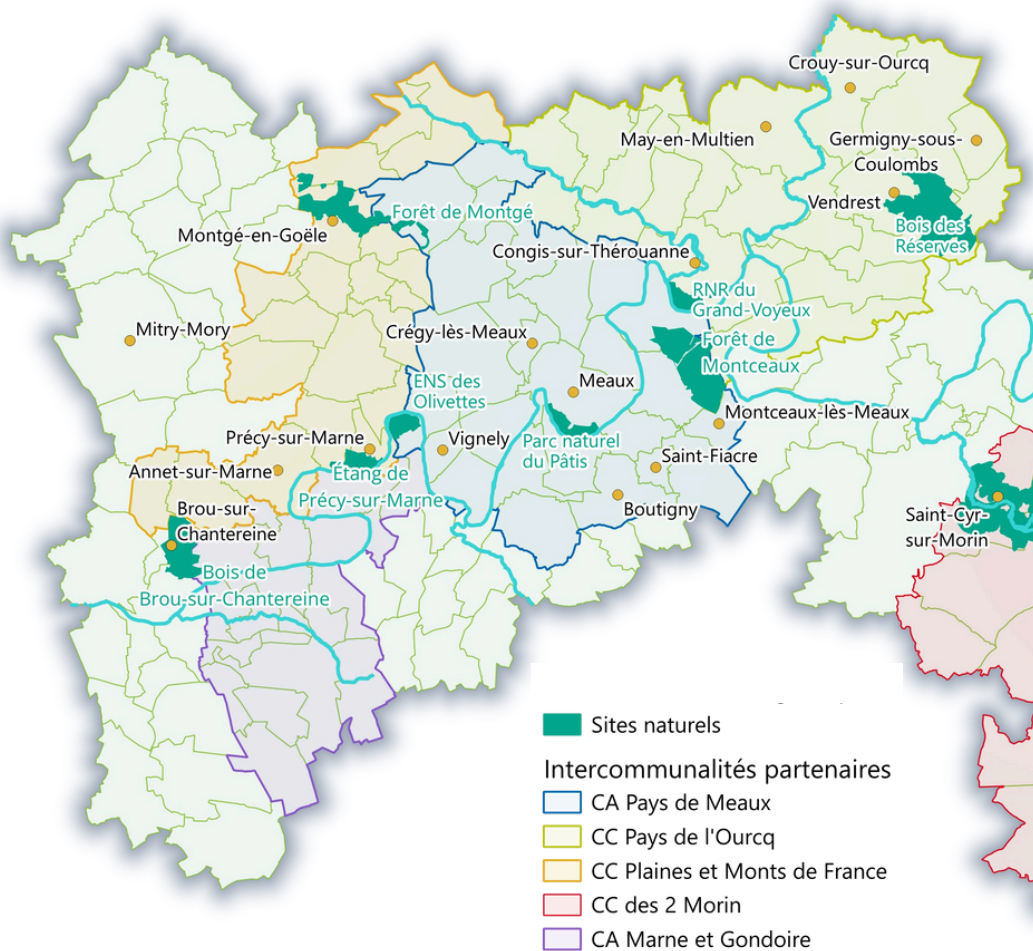 Crouy-sur-Ourcq
May-en-Multien
Germigny-sous-
Coulombs
Vendrest
Bois des
Réserves
Forêt de Montgé
Montgé-en-Goële
Congis-sur-Thérouanne
RNR du
Grand-Voyeux
Mitry-Mory
Crégy-lès-Meaux
Forêt de
Montceaux
ENS des
Olivettes
Meaux
Montceaux-lès-Meaux
Précy-sur-Marne
Vignely
Parc naturel
du Pâtis
Saint-Fiacre
Annet-sur-Marne
Étang de
Précy-sur-Marne
Boutigny
Brou-sur-
Chantereine
Saint-Cyr-
sur-Morin
Bois de
Brou-sur-Chantereine
Sites naturels
Intercommunalités partenaires
CA Pays de Meaux
CC Pays de l'Ourcq
CC Plaines et Monts de France
CC des 2 Morin
CA Marne et Gondoire